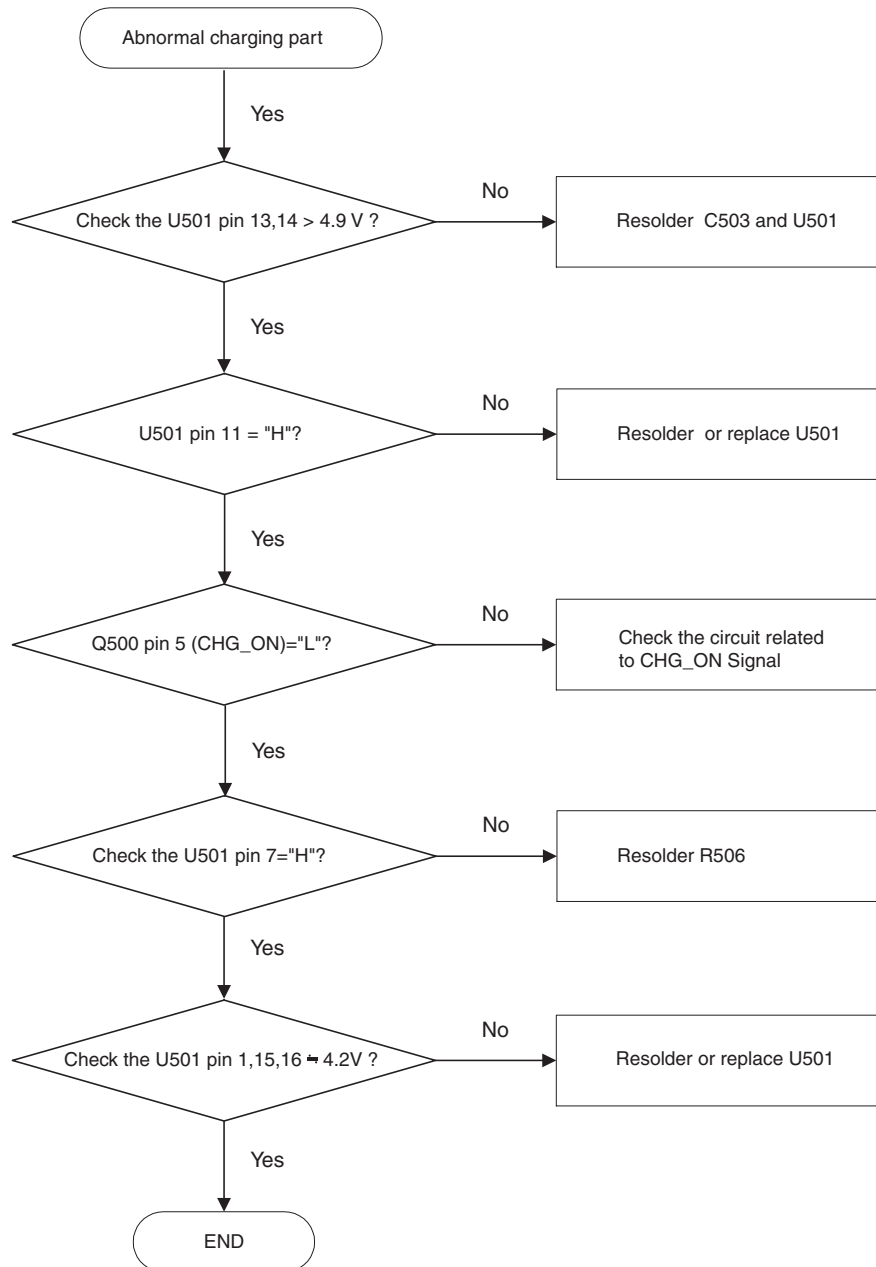 Abnormal charging part
Yes
Check the U501 pin 13,14 > 4.9 V ?
No
Resolder C503 and U501
Yes
U501 pin 11 = "H"?
No
Resolder or replace U501
Yes
Q500 pin 5 (CHG_ON)="L"?
No
Check the circuit related
to CHG_ON Signal
Yes
Check the U501 pin 7="H"?
No
Resolder R506
Yes
Check the U501 pin 1,15,16 ≒ 4.2V ?
No
Resolder or replace U501
Yes
END